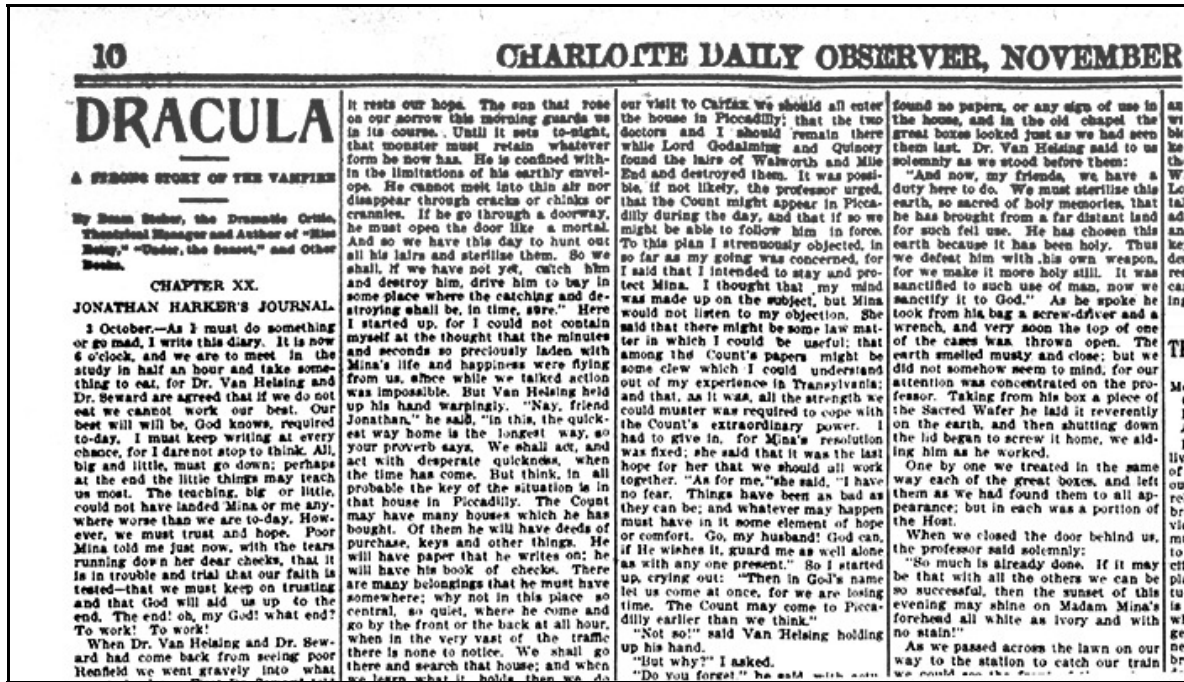 10
CHARLOTTE DAILY OBSERVER, NOVEMBER
DRACULA
A STRONG STORY OF THE VAMPIRE
By Bram Stoker, the Dramatic Critic,
Theatrical Manager and Author of "Miss
Betsy," "Under the Sunset," and Other
Books.
CHAPTER XX.
JONATHAN HARKER'S JOURNAL.
3 October.—As I must do something
or go mad, I write this diary. It is now
6 o'clock, and we are to meet in the
study in half an hour and take some-
thing to eat, for Dr. Van Helsing and
Dr. Seward are agreed that if we do not
eat we cannot work our best. Our
best will will be, God knows, required
to-day. I must keep writing at every
chance, for I darenot stop to think. All,
big and little, must go down; perhaps
at the end the little things may teach
us most. The teaching, big or little,
could not have landed Mina or me any-
where worse than we are to-day. How-
ever, we must trust and hope. Poor
Mina told me just now, with the tears
running down her dear cheeks, that it
is in trouble and trial that our faith is
tested—that we must keep on trusting
and that God will aid us up to the
end. The end! oh, my God! what end?
To work! To work!
When Dr. Van Helsing and Dr. Sew-
ard had come back from seeing poor
Renfield we went gravely into what
it rests our hope. The sun that rose
on our sorrow this morning guards us
in its course. Until it sets to-night,
that monster must retain whatever
form he now has. He is confined with-
in the limitations of his earthly envel-
ope. He cannot melt into thin air nor
disappear through cracks or chinks or
crannies. If he go through a doorway,
he must open the door like a mortal.
And so we have this day to hunt out
all his lairs and sterilise them. So we
shall, if we have not yet, catch him
and destroy him, drive him to bay in
some place where the catching and de-
stroying shall be, in time, sure." Here
I started up, for I could not contain
myself at the thought that the minutes
and seconds so preciously laden with
Mina's life and happiness were flying
from us, since while we talked action
was impossible. But Van Helsing held
up his hand warpingly. "Nay, friend
Jonathan," he said, "in this, the quick-
est way home is the longest way, so
your proverb says. We shall act, and
act with desperate quickness, when
the time has come. But think, in all
probable the key of the situation is in
that house in Piccadilly. The Count
may have many houses which he has
bought. Of them he will have deeds of
purchase, keys and other things. He
will have paper that he writes on; he
will have his book of checks. There
are many belongings that he must have
somewhere; why not in this place so
central, so quiet, where he come and
go by the front or the back at all hour,
when in the very vast of the traffic
there is none to notice. We shall go
there and search that house; and when
we learn what it holds, then we do
our visit to Carfax we should all enter
the house in Piccadilly; that the two
doctors and I should remain there
while Lord Godalming and Quincey
found the lairs of Walworth and Mile
End and destroyed them. It was possi-
ble, if not likely, the professor urged,
that the Count might appear in Picca-
dilly during the day, and that if so we
might be able to follow him in force.
To this plan I strenuously objected, in
so far as my going was concerned, for
I said that I intended to stay and pro-
tect Mina. I thought that my mind
was made up on the subject, but Mina
would not listen to my objection. She
said that there might be some law mat-
ter in which I could be useful; that
among the Count's papers might be
some clew which I could understand
out of my experience in Transylvania;
and that, as it was, all the strength we
could muster was required to cope with
the Count's extraordinary power. I
had to give in, for Mina's resolution
was fixed; she said that it was the last
hope for her that we should all work
together. "As for me,"she said, "I have
no fear. Things have been as bad as
they can be; and whatever may happen
must have in it some element of hope
or comfort. Go, my husband! God can,
if He wishes it, guard me as well alone
as with any one present." So I started
up, crying out: "Then in God's name
let us come at once, for we are losing
time. The Count may come to Picca-
dilly earlier than we think."
"Not so!" said Van Helsing holding
up his hand.
"But why?" I asked.
"Do you forget," he said, with
found no papers, or any sign of use in
the house, and in the old chapel the
great boxes looked just as we had seen
them last. Dr. Van Helsing said to us
solemnly as we stood before them:
"And now, my friends, we have a
duty here to do. We must sterilise this
earth, so sacred of holy memories, that
he has brought from a far distant land
for such fell use. He has chosen this
earth because it has been holy. Thus
we defeat him with his own weapon,
for we make it more holy still. It was
sanctified to such use of man, now we
sanctify it to God." As he spoke he
took from his bag a screw-driver and a
wrench, and very soon the top of one
of the cases was thrown open. The
earth smelled musty and close; but we
did not somehow seem to mind, for our
attention was concentrated on the pro-
fessor. Taking from his box a piece of
the Sacred Wafer he laid it reverently
on the earth, and then shutting down
the lid began to screw it home, we aid-
ing him as he worked.
One by one we treated in the same
way each of the great boxes, and left
them as we had found them to all ap-
pearance; but in each was a portion of
the Host.
When we closed the door behind us,
the professor said solemnly:
"So much is already done. If it may
be that with all the others we can be
so successful, then the sunset of this
evening may shine on Madam Mina's
forehead all white as ivory and with
no stain!"
As we passed across the lawn on our
way to the station to catch our train
we could see the front of the